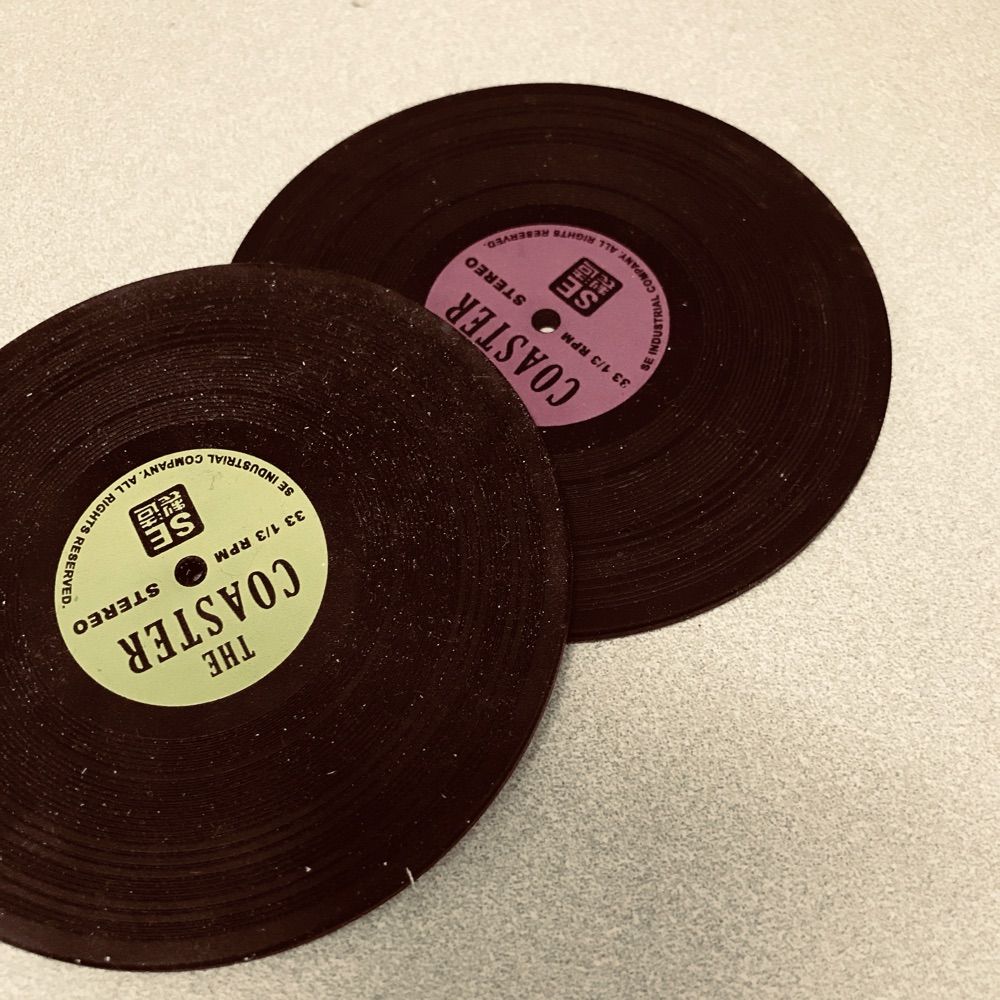 THE
COASTER
33 1/3 RPM STEREO
SE
SE INDUSTRIAL COMPANY. ALL RIGHTS RESERVED.
COASTER
33 1/3 RPM STEREO
SE
SE INDUSTRIAL COMPANY. ALL RIGHTS RESERVED.